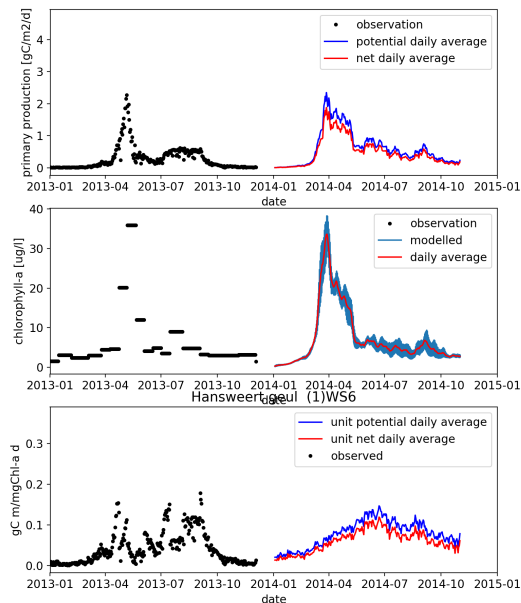 observation
potential daily average
net daily average
primary production [gC/m2/d]
4
3
2
1
0
2013-01 2013-04 2013-07 2013-10 2014-01 2014-04 2014-07 2014-10 2015-01
date
observation
modelled
daily average
chlorophyll-a [ug/l]
40
30
20
10
0
2013-01 2013-04 2013-07 2013-10 2014-01 2014-04 2014-07 2014-10 2015-01
date
Hansweert geul (1)WS6
unit potential daily average
unit net daily average
observed
gC m/mgChl-a d
0.3
0.2
0.1
0.0
2013-01 2013-04 2013-07 2013-10 2014-01 2014-04 2014-07 2014-10 2015-01
date